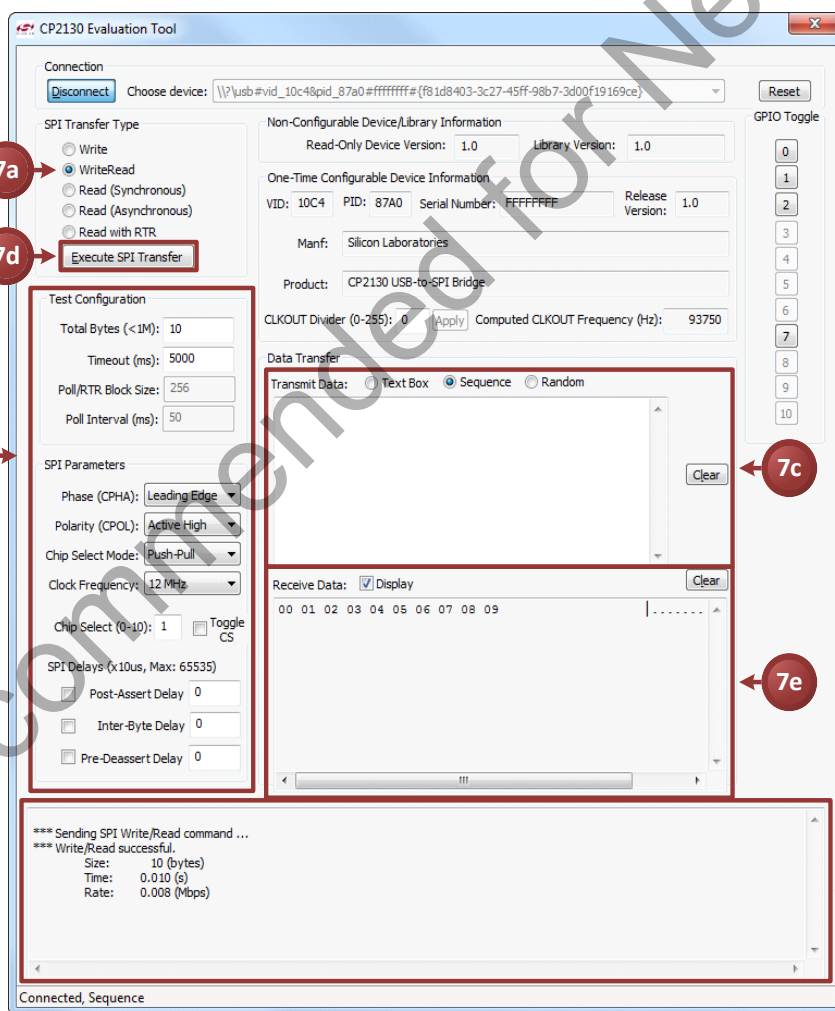 CP2130 Evaluation Tool
X
Connection
Disconnect Choose device: \\?\usb#vid_10c4&pid_87a0#ffffffff#{f81d8403-3c27-45ff-98b7-3d00f19169ce} Reset
SPI Transfer Type
Write
WriteRead
Read (Synchronous)
Read (Asynchronous)
Read with RTR
Execute SPI Transfer
7a
7d
Non-Configurable Device/Library Information
Read-Only Device Version: 1.0 Library Version: 1.0
One-Time Configurable Device Information
VID: 10C4 PID: 87A0 Serial Number: FFFFFFFF Release Version: 1.0
Manf: Silicon Laboratories
Product: CP2130 USB-to-SPI Bridge
CLKOUT Divider (0-255): 0 Apply Computed CLKOUT Frequency (Hz): 93750
GPIO Toggle
0
1
2
3
4
5
6
7
8
9
10
Test Configuration
Total Bytes (<1M): 10
Timeout (ms): 5000
Poll/RTR Block Size: 256
Poll Interval (ms): 50
SPI Parameters
Phase (CPHA): Leading Edge
Polarity (CPOL): Active High
Chip Select Mode: Push-Pull
Clock Frequency: 12 MHz
Chip Select (0-10): 1 Toggle CS
SPI Delays (x10us, Max: 65535)
Post-Assert Delay 0
Inter-Byte Delay 0
Pre-Deassert Delay 0
Data Transfer
Transmit Data: Text Box Sequence Random
Clear
7c
Receive Data: Display Clear
00 01 02 03 04 05 06 07 08 09 .......
7e
*** Sending SPI Write/Read command ...
*** Write/Read successful.
Size: 10 (bytes)
Time: 0.010 (s)
Rate: 0.008 (Mbps)
Connected, Sequence
commended for Ne